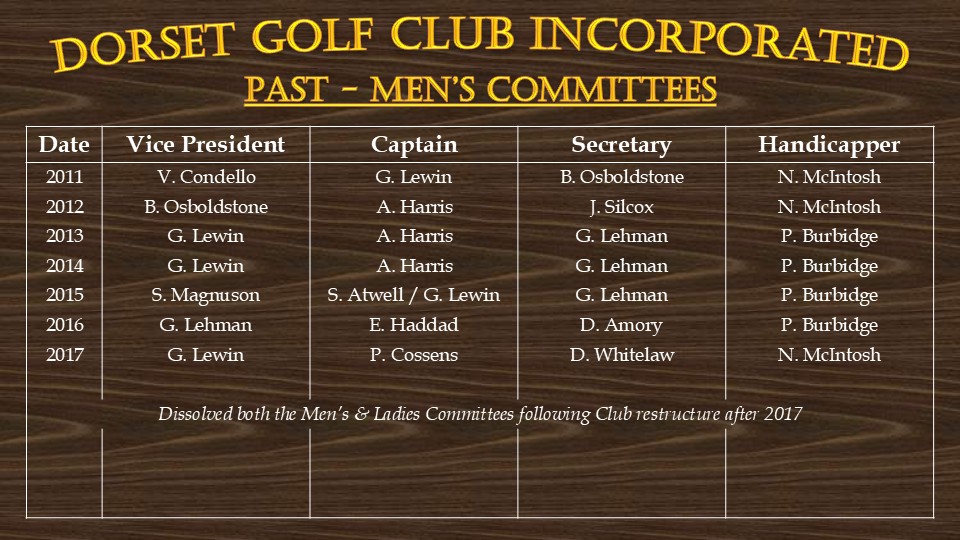 DORSET GOLF CLUB INCORPORATED
PAST - MEN'S COMMITTEES
Date Vice President Captain Secretary Handicapper
2011 V. Condello G. Lewin B. Osboldstone N. McIntosh
2012 B. Osboldstone A. Harris J. Silcox N. McIntosh
2013 G. Lewin A. Harris G. Lehman P. Burbidge
2014 G. Lewin A. Harris G. Lehman P. Burbidge
2015 S. Magnuson S. Atwell / G. Lewin G. Lehman P. Burbidge
2016 G. Lehman E. Haddad D. Amory P. Burbidge
2017 G. Lewin P. Cossens D. Whitelaw N. McIntosh
Dissolved both the Men's & Ladies Committees following Club restructure after 2017